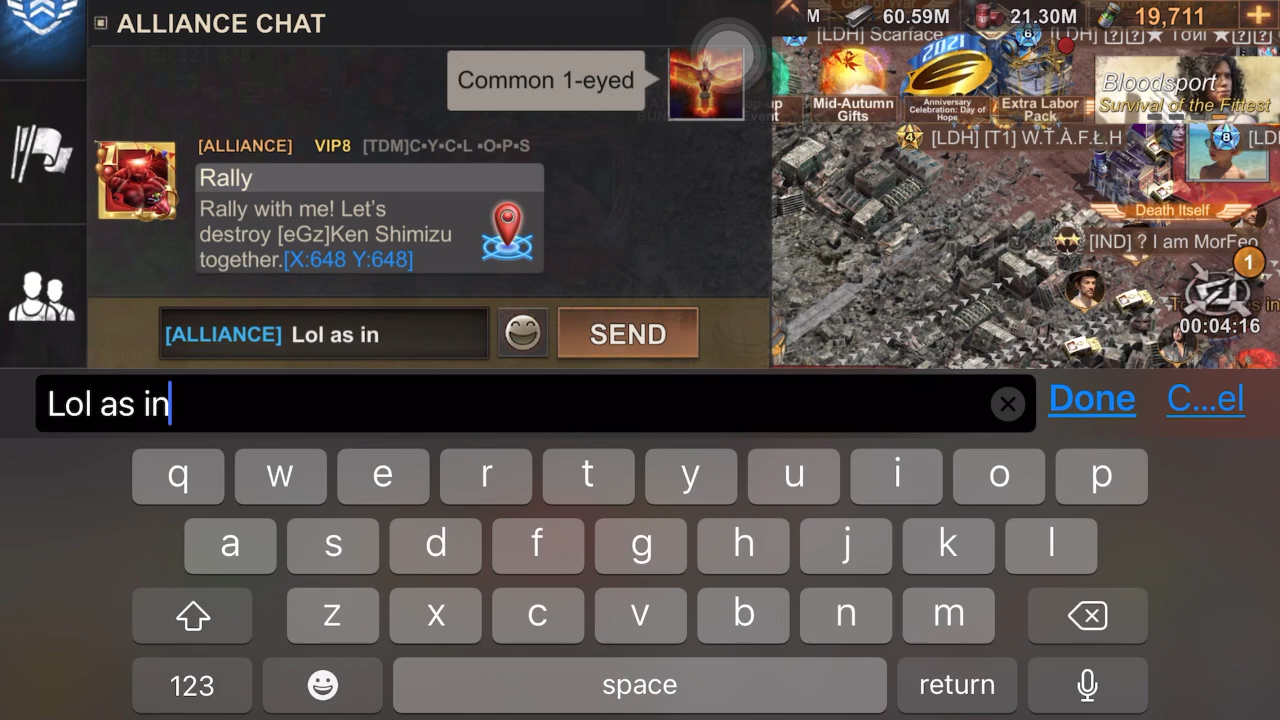 ALLIANCE CHAT
Common 1-eyed
[ALLIANCE] VIP8 [TDM]C•Y•C•L •O•P•S
Rally
Rally with me! Let's
destroy [eGz]Ken Shimizu
together.[X:648 Y:648]
[ALLIANCE] Lol as in
SEND
M 60.59M 21.30M 19,711
[LDH] Scarface
6
2021
Mid-Autumn
Gifts
Anniversary
Celebration: Day of
Hope
Extra Labor
Pack
Bloodsport
Survival of the Fittest
4 [LDH] [T1] W.T.À.F.Ł.H
8
Death Itself
[IND] ? I am MorFeo
1
00:04:16
Lol as in
Done C...el
q w e r t y u i o p
a s d f g h j k l
z x c v b n m
123 space return